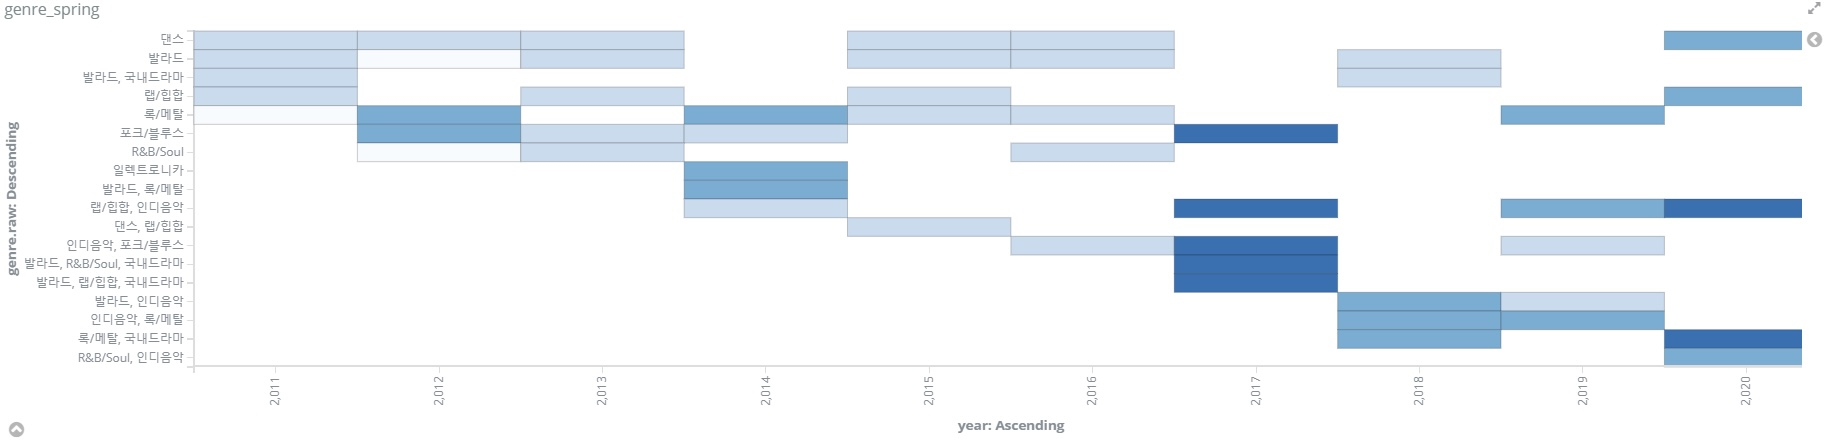 genre_spring
genre.raw: Descending
댄스
발라드
발라드, 국내드라마
랩/힙합
록/메탈
포크/블루스
R&B/Soul
일렉트로니카
발라드, 록/메탈
랩/힙합, 인디음악
댄스, 랩/힙합
인디음악, 포크/블루스
발라드, R&B/Soul, 국내드라마
발라드, 랩/힙합, 국내드라마
발라드, 인디음악
인디음악, 록/메탈
록/메탈, 국내드라마
R&B/Soul, 인디음악
2,011
2,012
2,013
2,014
2,015
2,016
2,017
2,018
2,019
2,020
year: Ascending